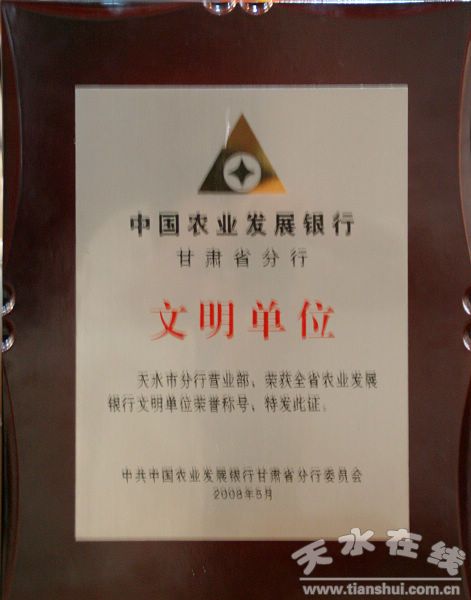 中国农业发展银行
甘肃省分行
文明单位
天水市分行营业部、荣获全省农业发展
银行文明单位荣誉称号、特发此证。
中共中国农业发展银行甘肃省分行委员会
2008年5月
天水在线
www.tianshui.com.cn